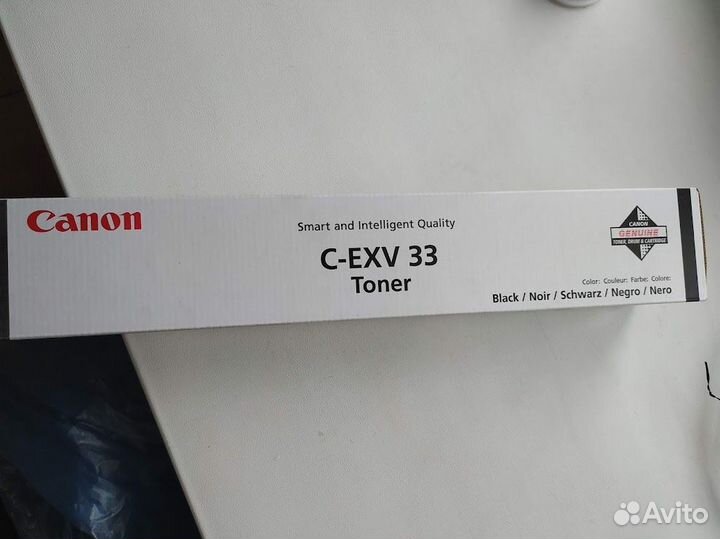 Canon
Smart and Intelligent Quality
C-EXV 33
Toner
CANON
GENUINE
TONER, DRUM & CARTRIDGE
Color: Couleur: Farbe: Colore:
Black / Noir / Schwarz / Negro / Nero
Avito